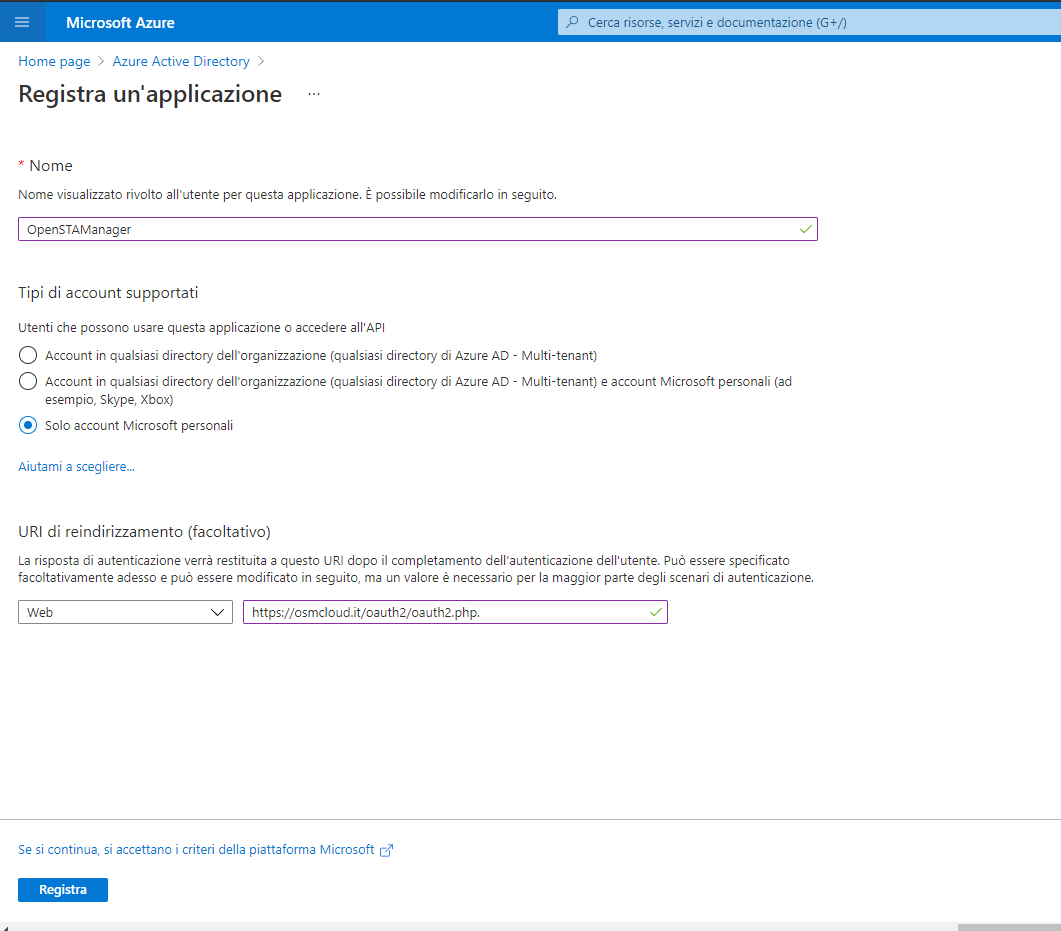 Microsoft Azure
Cerca risorse, servizi e documentazione (G+/)
Home page > Azure Active Directory >
Registra un'applicazione ...
* Nome
Nome visualizzato rivolto all'utente per questa applicazione. È possibile modificarlo in seguito.
OpenSTAManager
Tipi di account supportati
Utenti che possono usare questa applicazione o accedere all'API
Account in qualsiasi directory dell'organizzazione (qualsiasi directory di Azure AD - Multi-tenant)
Account in qualsiasi directory dell'organizzazione (qualsiasi directory di Azure AD - Multi-tenant) e account Microsoft personali (ad
esempio, Skype, Xbox)
Solo account Microsoft personali
Aiutami a scegliere...
URI di reindirizzamento (facoltativo)
La risposta di autenticazione verrà restituita a questo URI dopo il completamento dell'autenticazione dell'utente. Può essere specificato
facoltativamente adesso e può essere modificato in seguito, ma un valore è necessario per la maggior parte degli scenari di autenticazione.
Web
https://osmcloud.it/oauth2/oauth2.php.
Se si continua, si accettano i criteri della piattaforma Microsoft
Registra